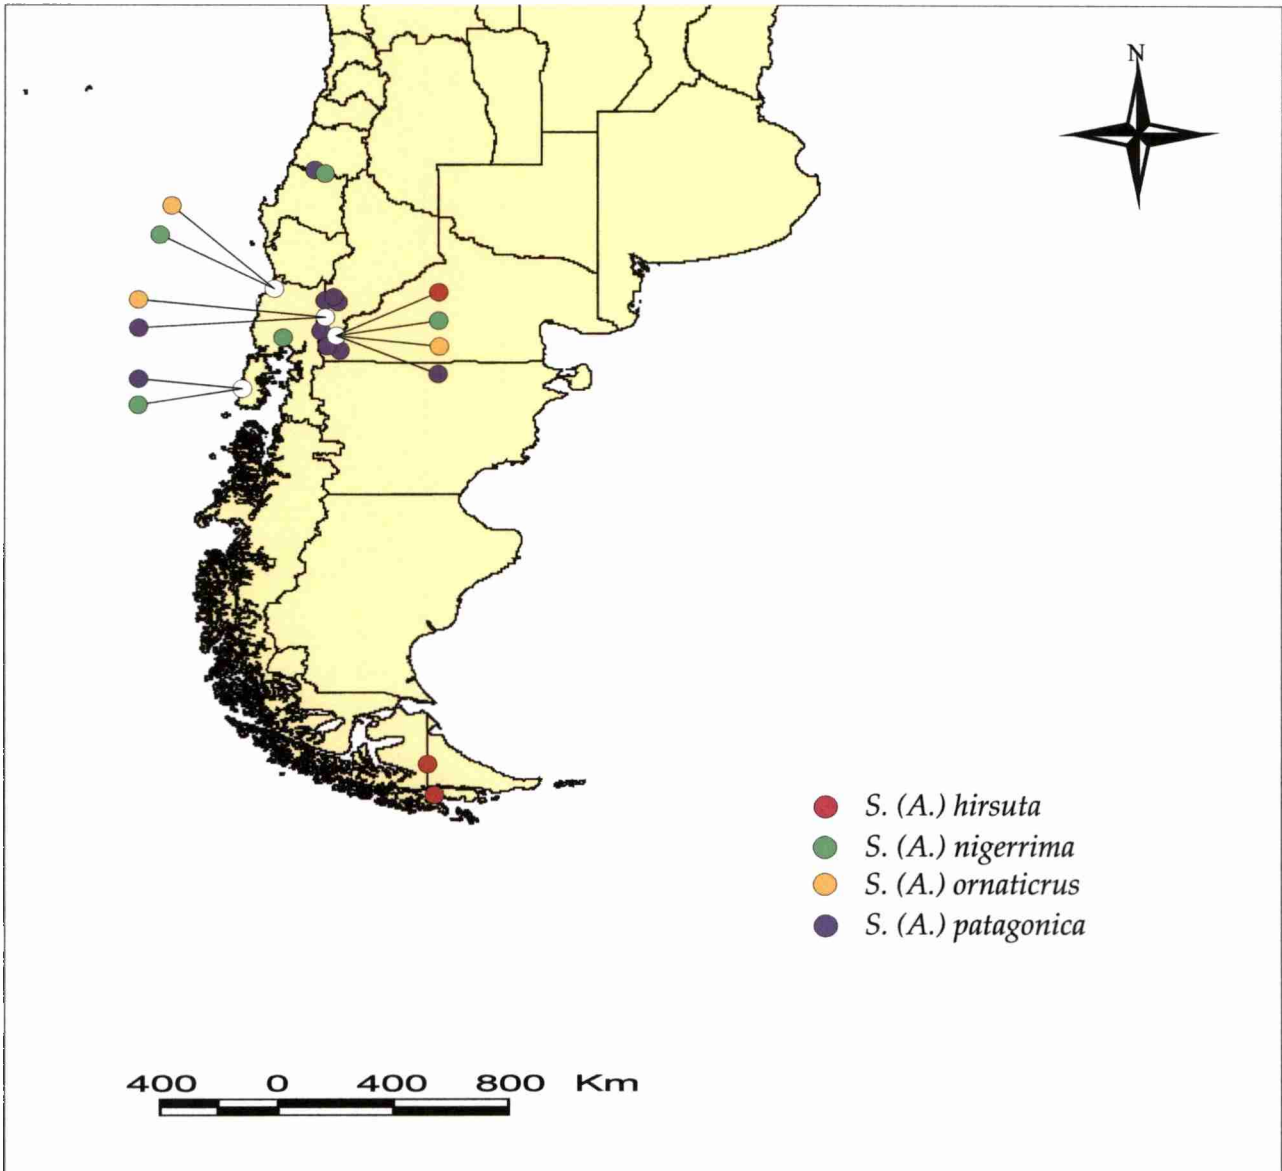 N
S. (A.) hirsuta
S. (A.) nigerrima
S. (A.) ornaticrus
S. (A.) patagonica
400 0 400 800 Km